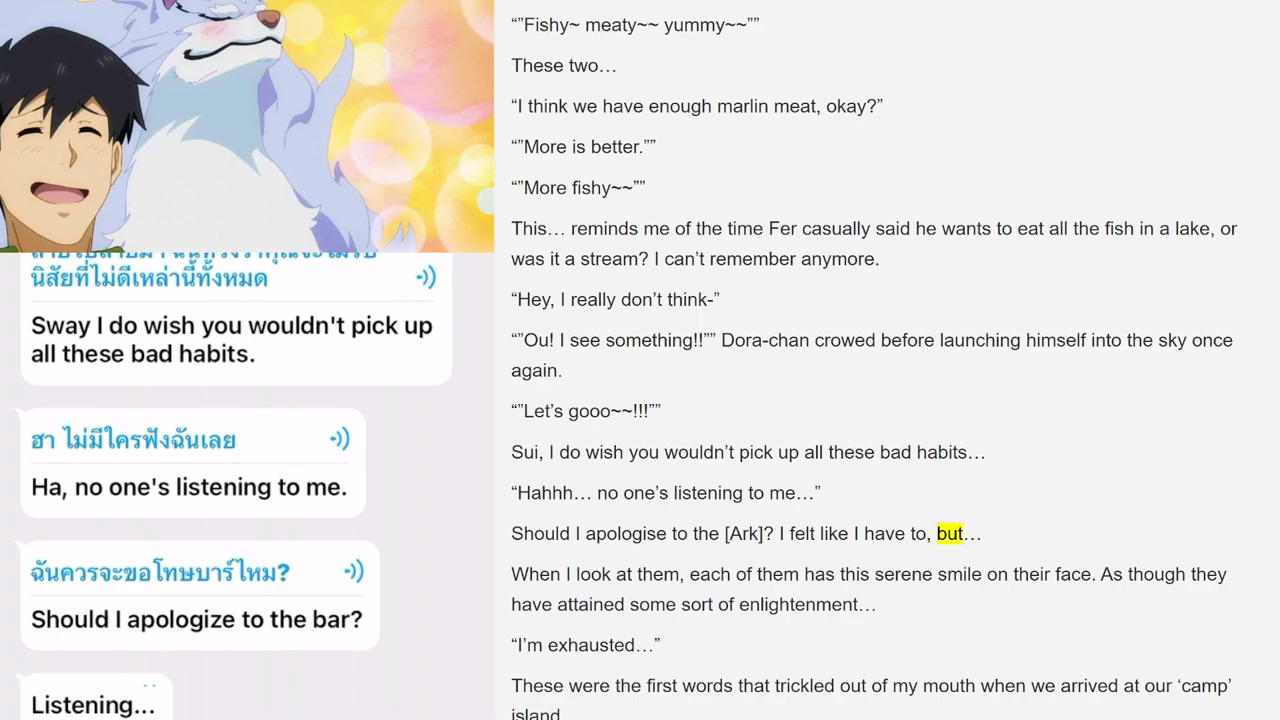 นิสัยที่ไม่ดีเหล่านี้ทั้งหมด
Sway I do wish you wouldn't pick up
all these bad habits.
ฮา ไม่มีใครฟังฉันเลย
Ha, no one's listening to me.
ฉันควรจะขอโทษบาร์ไหม?
Should I apologize to the bar?
Listening...
“”Fishy~ meaty~~ yummy~~””
These two…
“I think we have enough marlin meat, okay?”
“”More is better.””
“”More fishy~~””
This… reminds me of the time Fer casually said he wants to eat all the fish in a lake, or
was it a stream? I can’t remember anymore.
“Hey, I really don’t think-”
“”Ou! I see something!!”” Dora-chan crowed before launching himself into the sky once
again.
“”Let’s gooo~~!!!””
Sui, I do wish you wouldn’t pick up all these bad habits…
“Hahhh… no one’s listening to me…”
Should I apologise to the [Ark]? I felt like I have to, but…
When I look at them, each of them has this serene smile on their face. As though they
have attained some sort of enlightenment…
“I’m exhausted…”
These were the first words that trickled out of my mouth when we arrived at our ‘camp’
island